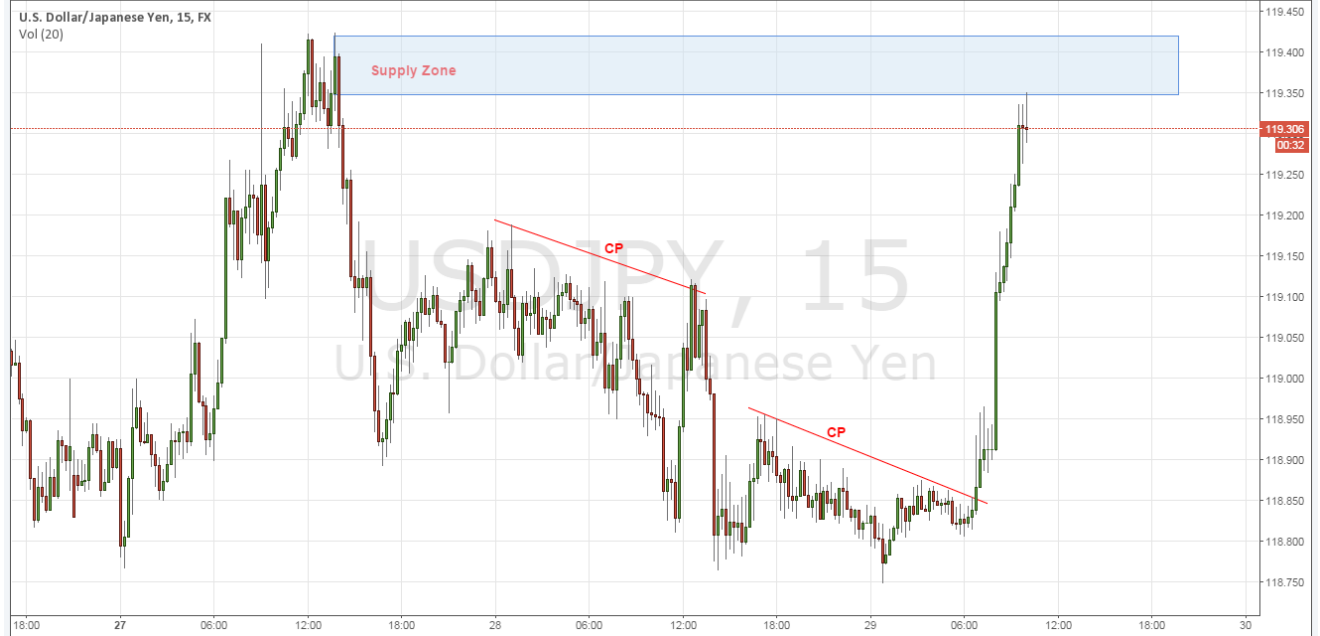 U.S. Dollar/Japanese Yen, 15, FX
Vol (20)
119.450
Supply Zone
119.400
119.350
119.306
00:32
119.250
119.200
CP
119.150
USDJPY, 15
119.100
119.050
U.S. Dollar/Japanese Yen
119.000
118.950
CP
118.900
118.850
118.800
118.750
18:00 27 06:00 12:00 18:00 28 06:00 12:00 18:00 29 06:00 12:00 18:00 30